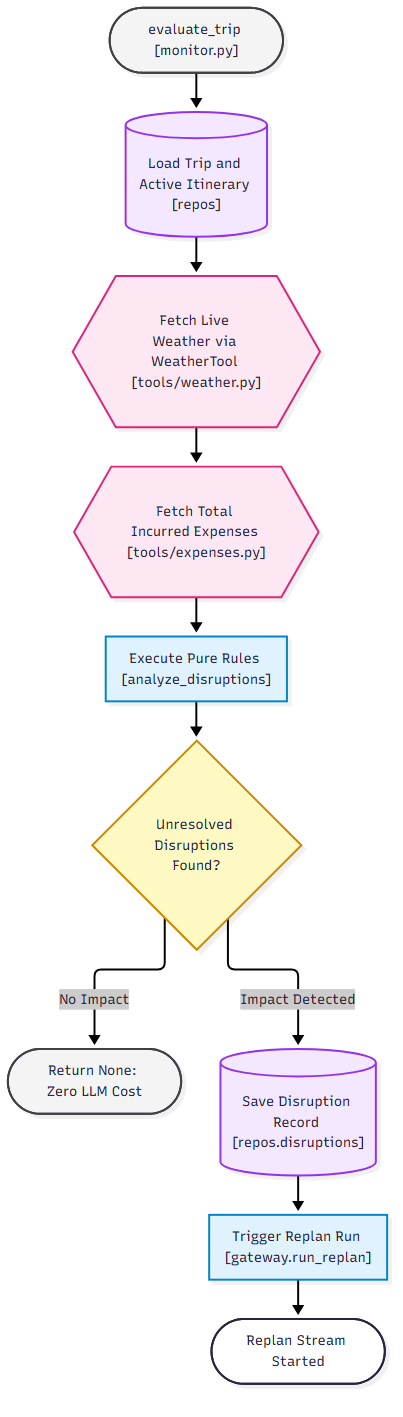 evaluate_trip
[monitor.py]
Load Trip and
Active Itinerary
[repos]
Fetch Live
Weather via
WeatherTool
[tools/weather.py]
Fetch Total
Incurred Expenses
[tools/expenses.py]
Execute Pure Rules
[analyze_disruptions]
Unresolved
Disruptions
Found?
No Impact
Impact Detected
Return None:
Zero LLM Cost
Save Disruption
Record
[repos.disruptions]
Trigger Replan Run
[gateway.run_replan]
Replan Stream
Started